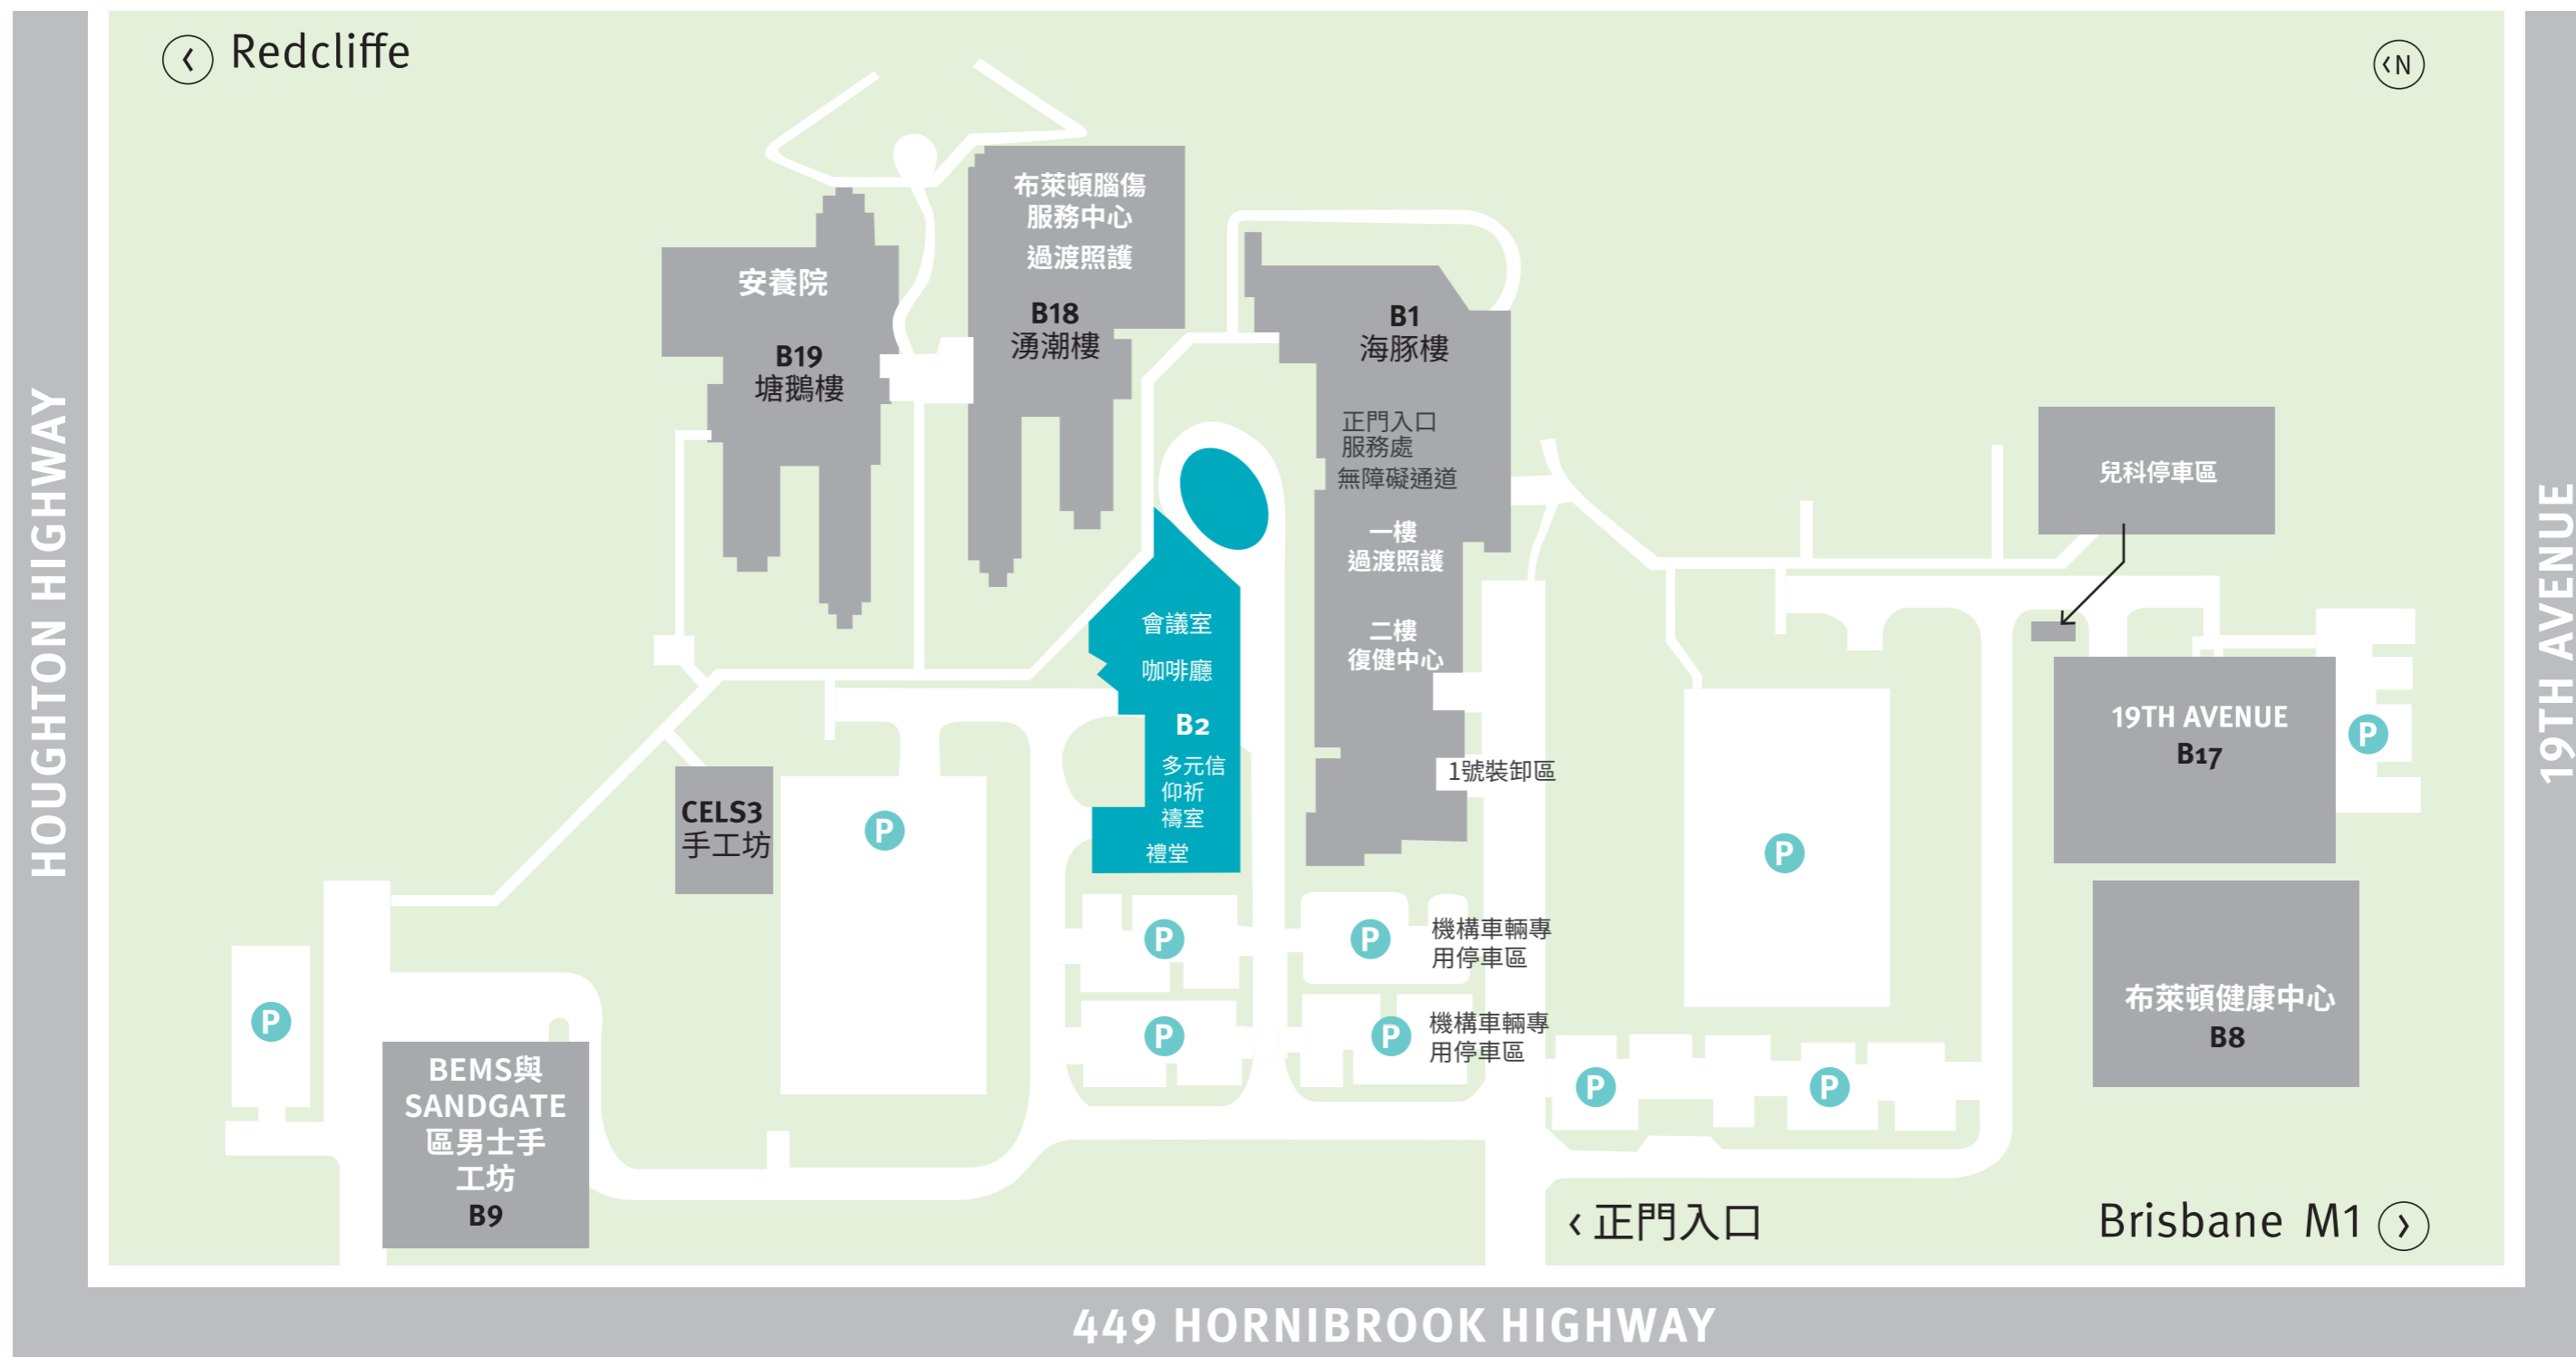 Redcliffe
N
布萊頓腦傷
服務中心
過渡照護
B18
湧潮樓
安養院
B19
塘鵝樓
B1
海豚樓
正門入口
服務處
無障礙通道
一樓
過渡照護
二樓
復健中心
1號裝卸區
兒科停車區
HOUGHTON HIGHWAY
19TH AVENUE
會議室
咖啡廳
B2
多元信
仰祈
禱室
禮堂
19TH AVENUE
B17
P
CELS3
手工坊
P
P
P
P
機構車輛專
用停車區
P
P
機構車輛專
用停車區
布萊頓健康中心
B8
P
P
P
BEMS與
SANDGATE
區男士手
工坊
B9
正門入口
Brisbane M1
449 HORNIBROOK HIGHWAY